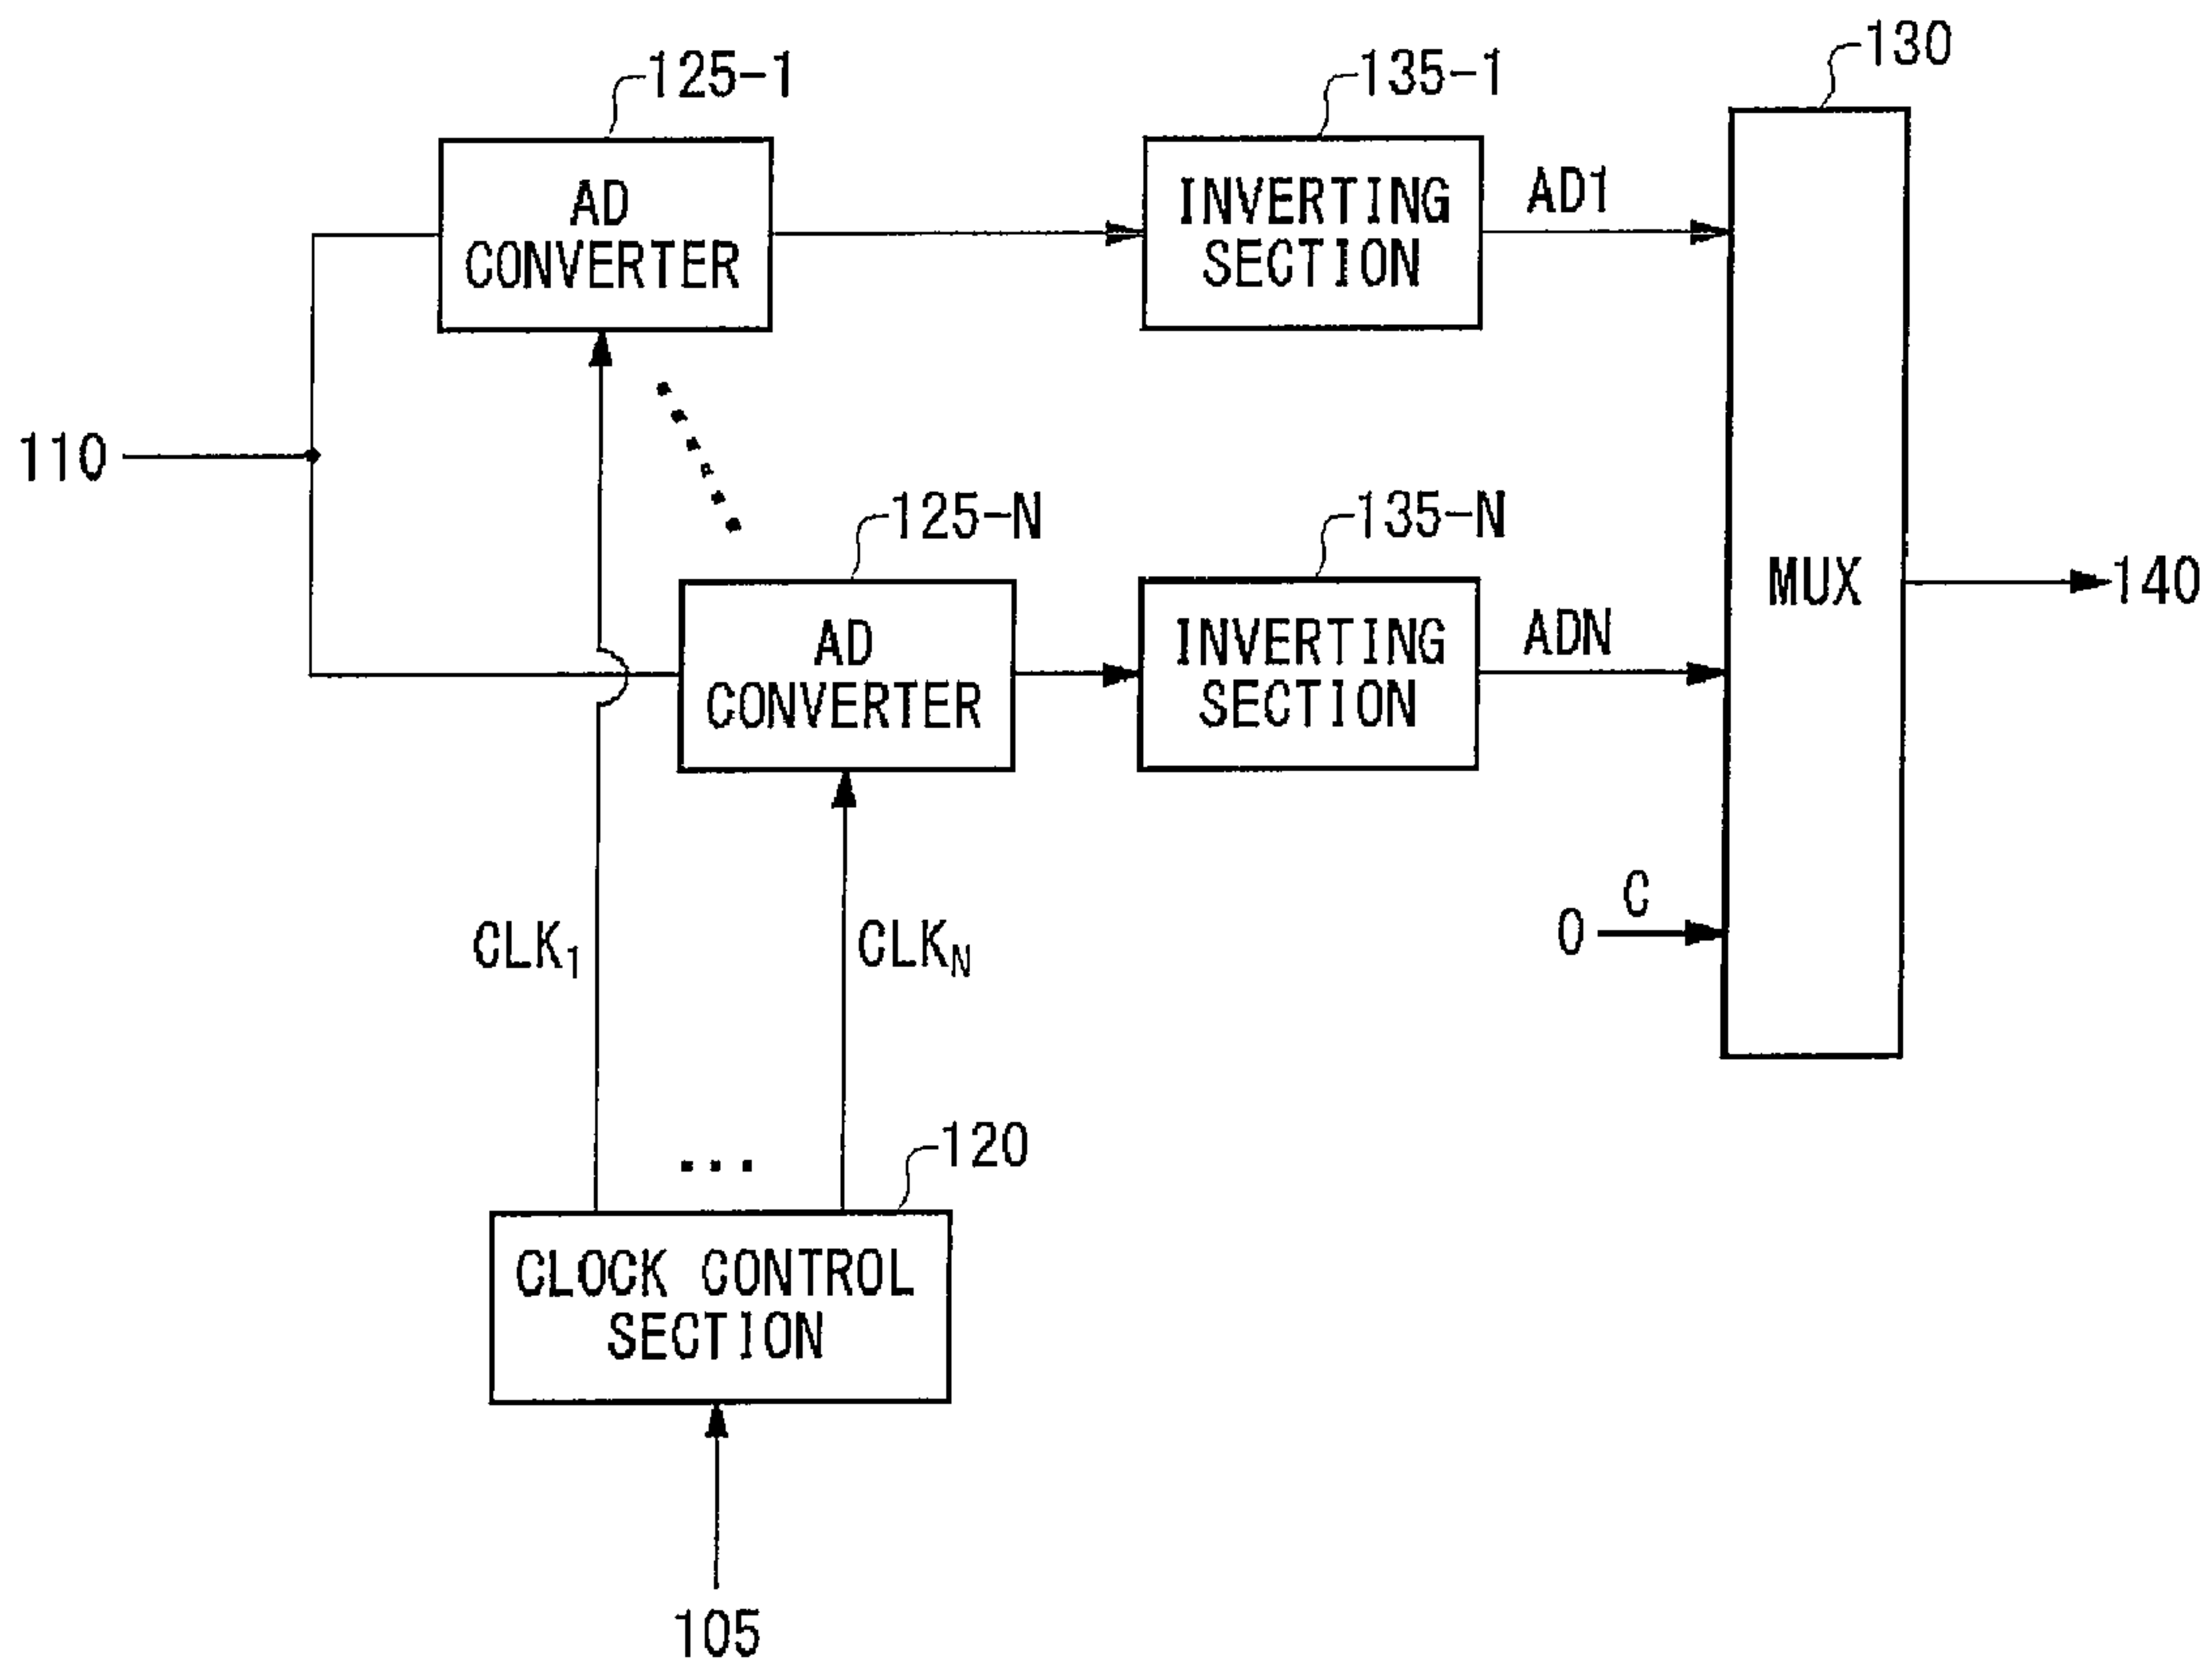 130
125-1
135-1
AD
CONVERTER
INVERTING
SECTION
AD1
110
125-N
135-N
AD
CONVERTER
INVERTING
SECTION
ADN
MUX
140
C
0
CLK1
CLKN
120
CLOCK CONTROL
SECTION
105